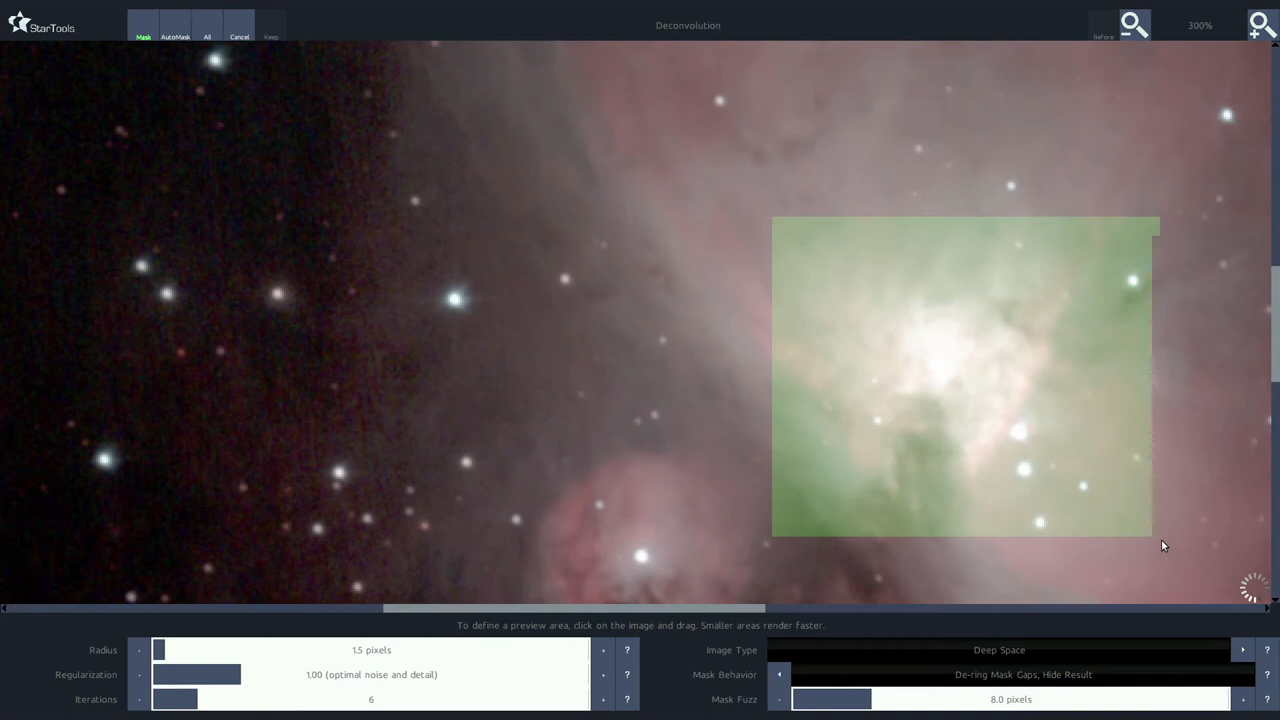 StarTools
Mask AutoMask All Cancel Keep
Deconvolution
Before
300%
To define a preview area, click on the image and drag. Smaller areas render faster.
Radius - 1.5 pixels + ?
Image Type Deep Space ?
Regularization - 1.00 (optimal noise and detail) + ?
Mask Behavior De-ring Mask Gaps, Hide Result ?
Iterations - 6 + ?
Mask Fuzz - 8.0 pixels + ?